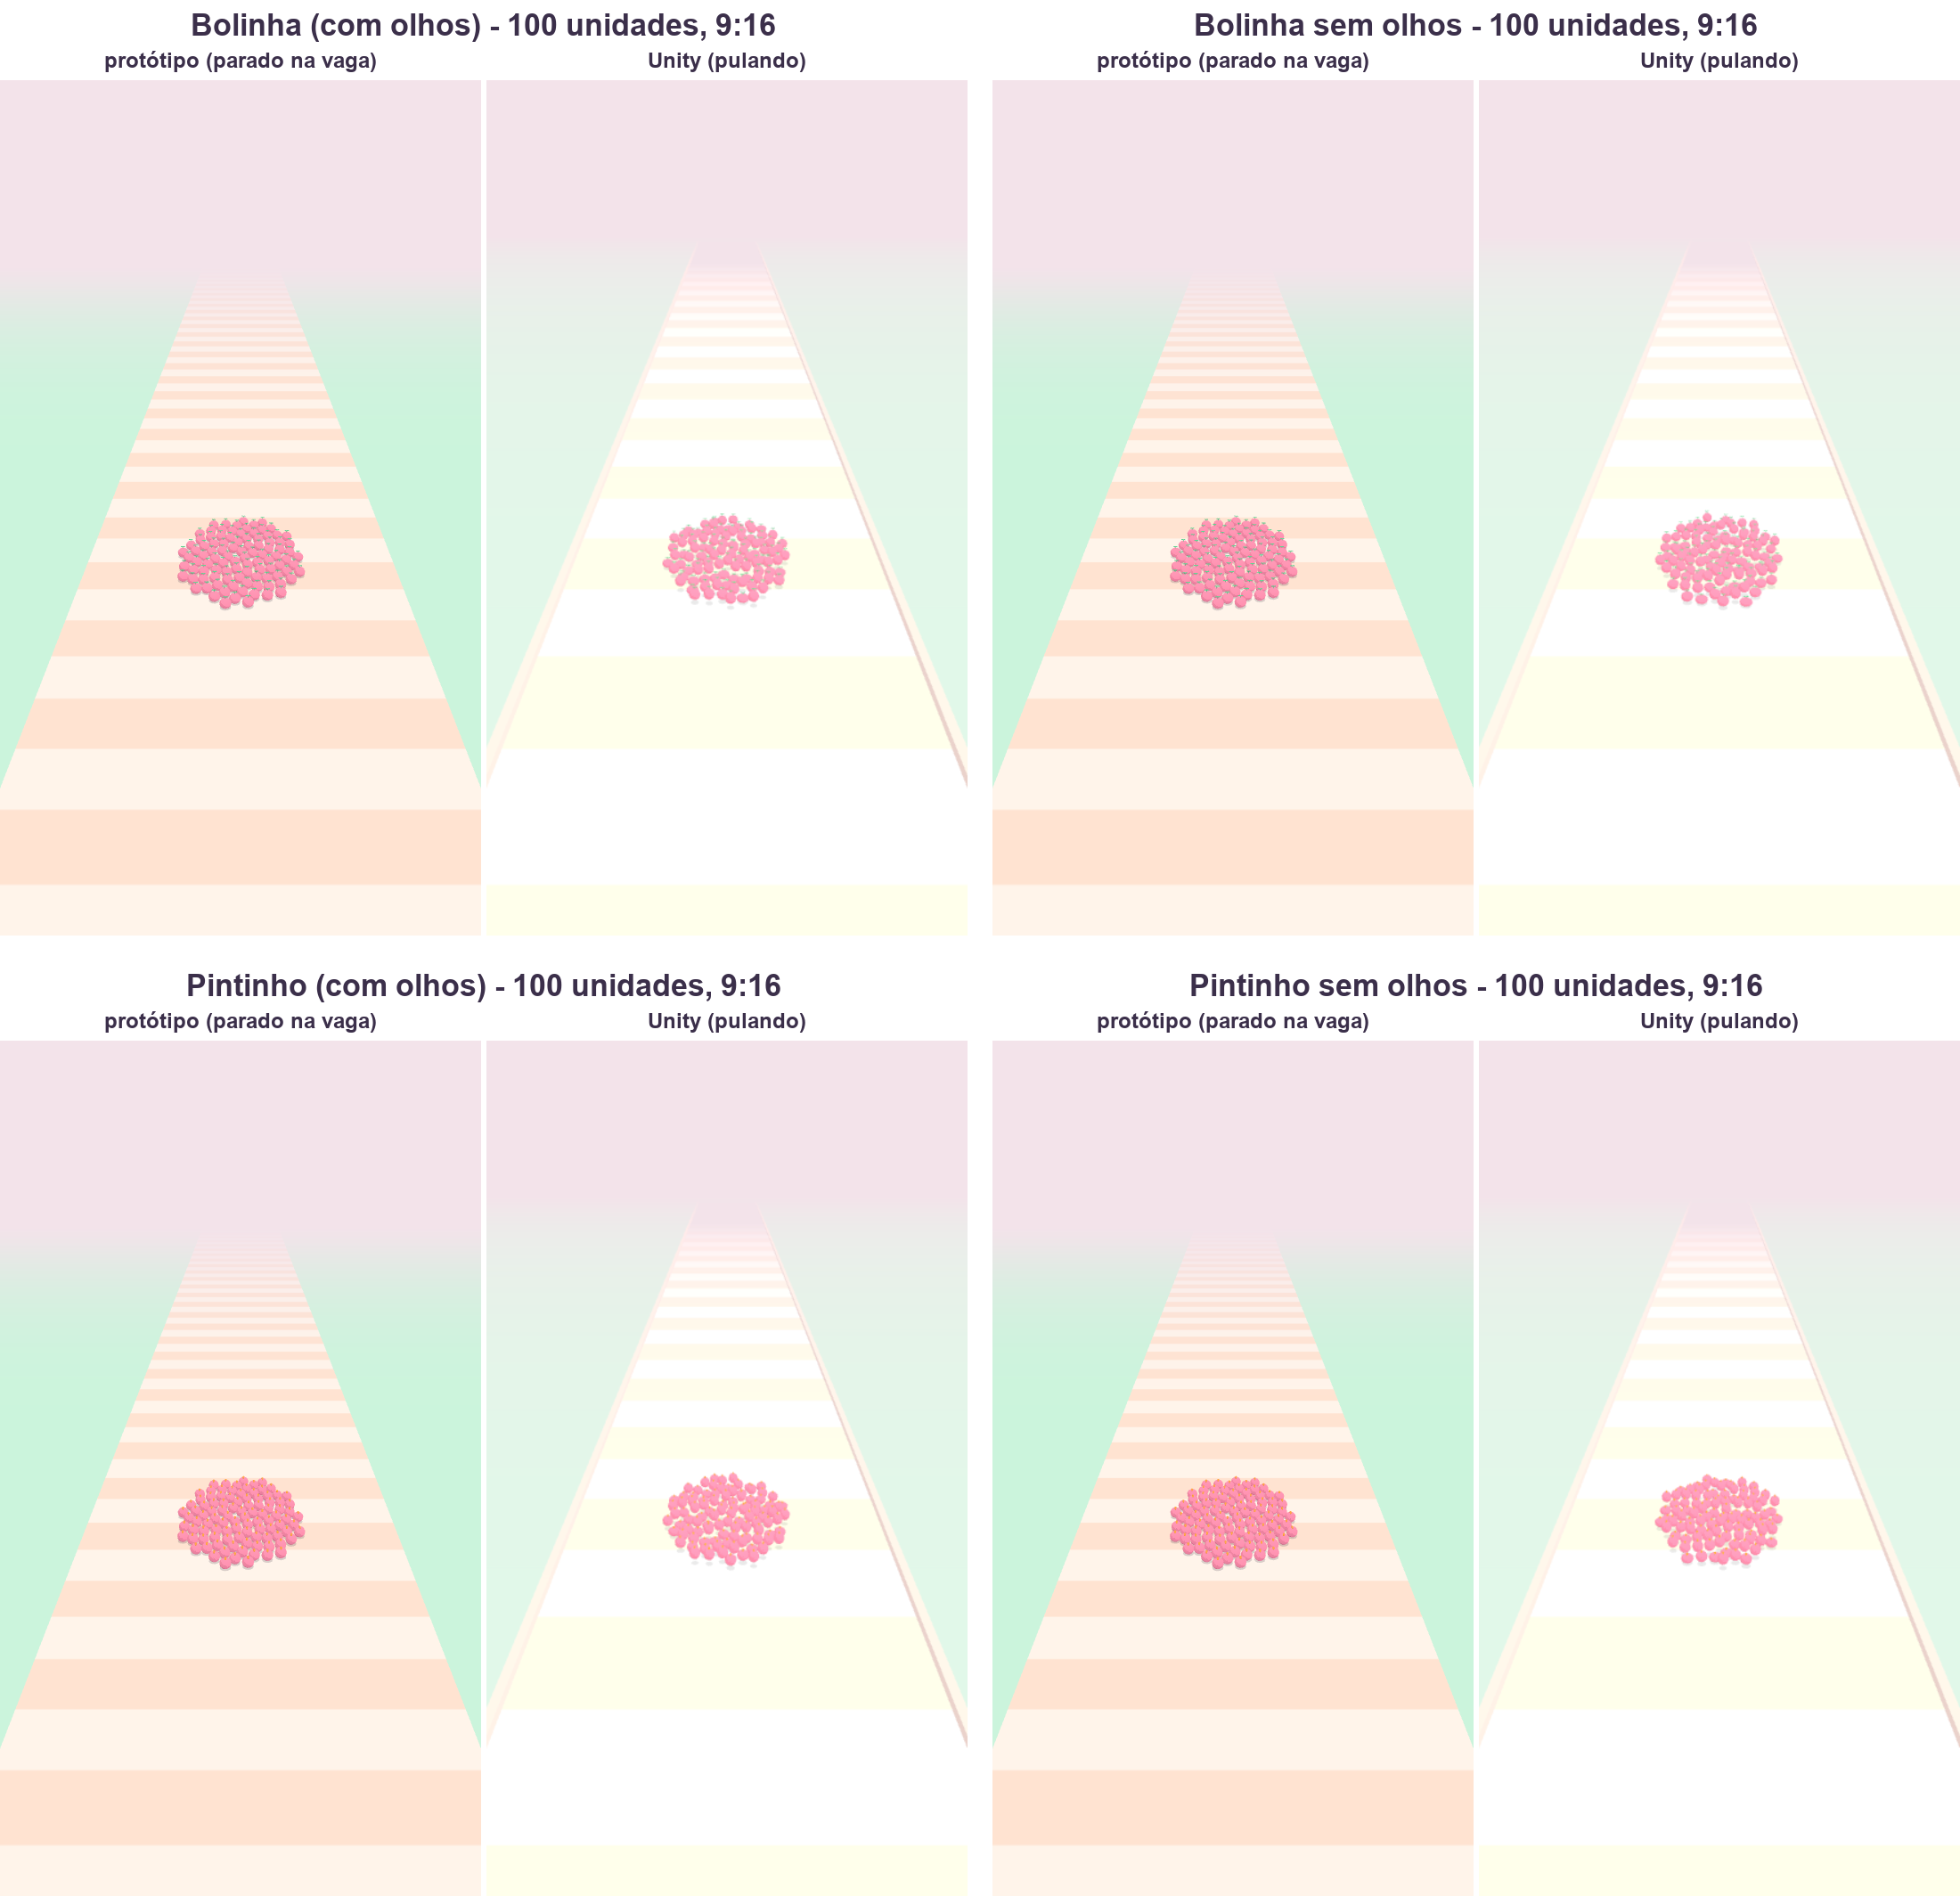 Bolinha (com olhos) - 100 unidades, 9:16
protótipo (parado na vaga)
Unity (pulando)
Bolinha sem olhos - 100 unidades, 9:16
protótipo (parado na vaga)
Unity (pulando)
Pintinho (com olhos) - 100 unidades, 9:16
protótipo (parado na vaga)
Unity (pulando)
Pintinho sem olhos - 100 unidades, 9:16
protótipo (parado na vaga)
Unity (pulando)